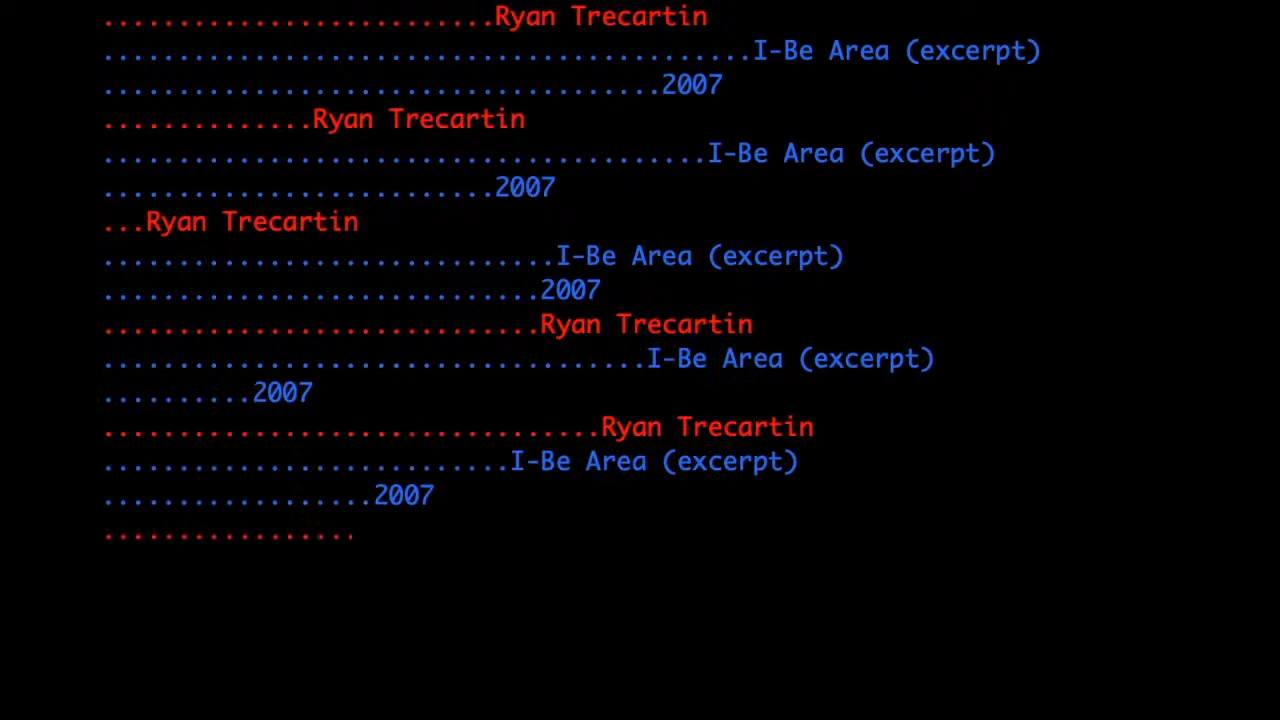 ..........................Ryan Trecartin
...........................................I-Be Area (excerpt)
.....................................2007
..............Ryan Trecartin
........................................I-Be Area (excerpt)
..........................2007
...Ryan Trecartin
..............................I-Be Area (excerpt)
.............................2007
.............................Ryan Trecartin
....................................I-Be Area (excerpt)
..........2007
.................................Ryan Trecartin
...........................I-Be Area (excerpt)
..................2007
.................